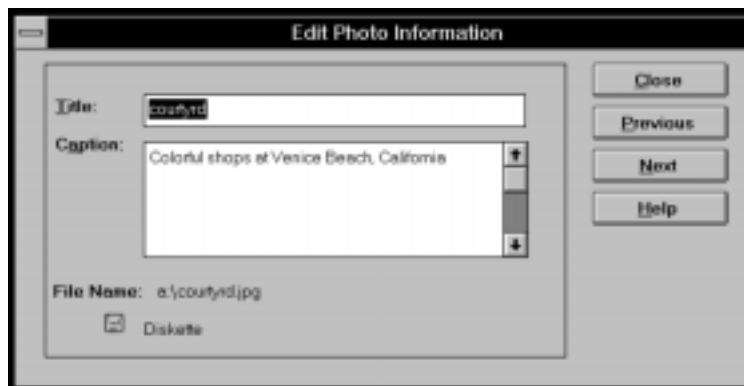 Edit Photo Information
Title: courtyrd
Caption: Colorful shops at Venice Beach, California
File Name: a:\courtyrd.jpg
Diskette
Close
Previous
Next
Help